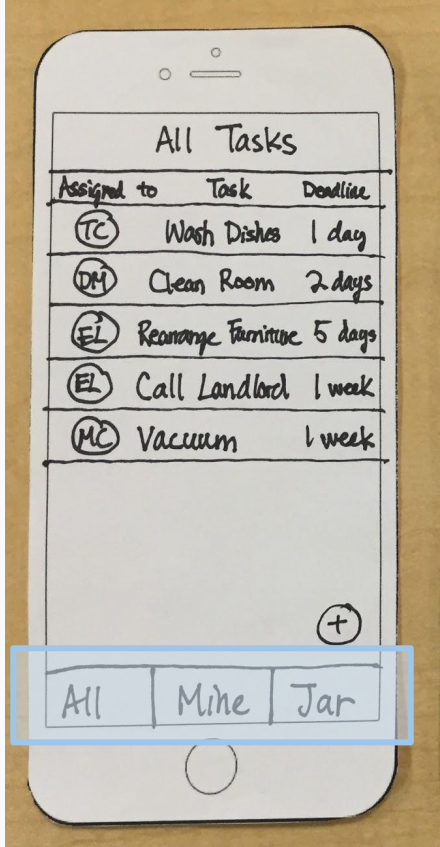 All Tasks
Assigned to Task Deadline
TC Wash Dishes 1 day
DM Clean Room 2 days
EL Rearrange Furniture 5 days
EL Call Landlord 1 week
MC Vacuum 1 week
+
All Mine Jar